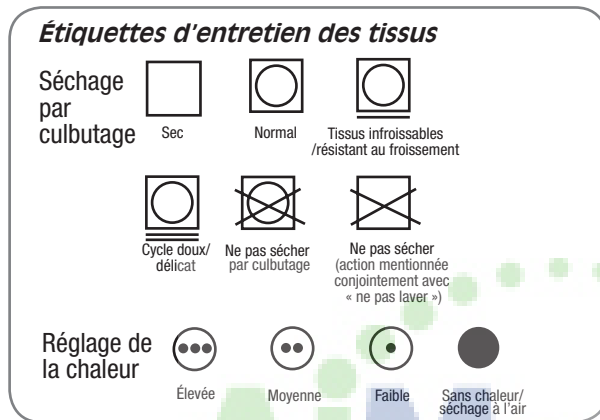 Étiquettes d'entretien des tissus
Séchage
par
culbutage
Sec
Normal
Tissus infroissables
/résistant au froissement
Cycle doux/
délicat
Ne pas sécher
par culbutage
Ne pas sécher
(action mentionnée
conjointement avec
« ne pas laver »)
Réglage de
la chaleur
Élevée
Moyenne
Faible
Sans chaleur/
séchage à l'air